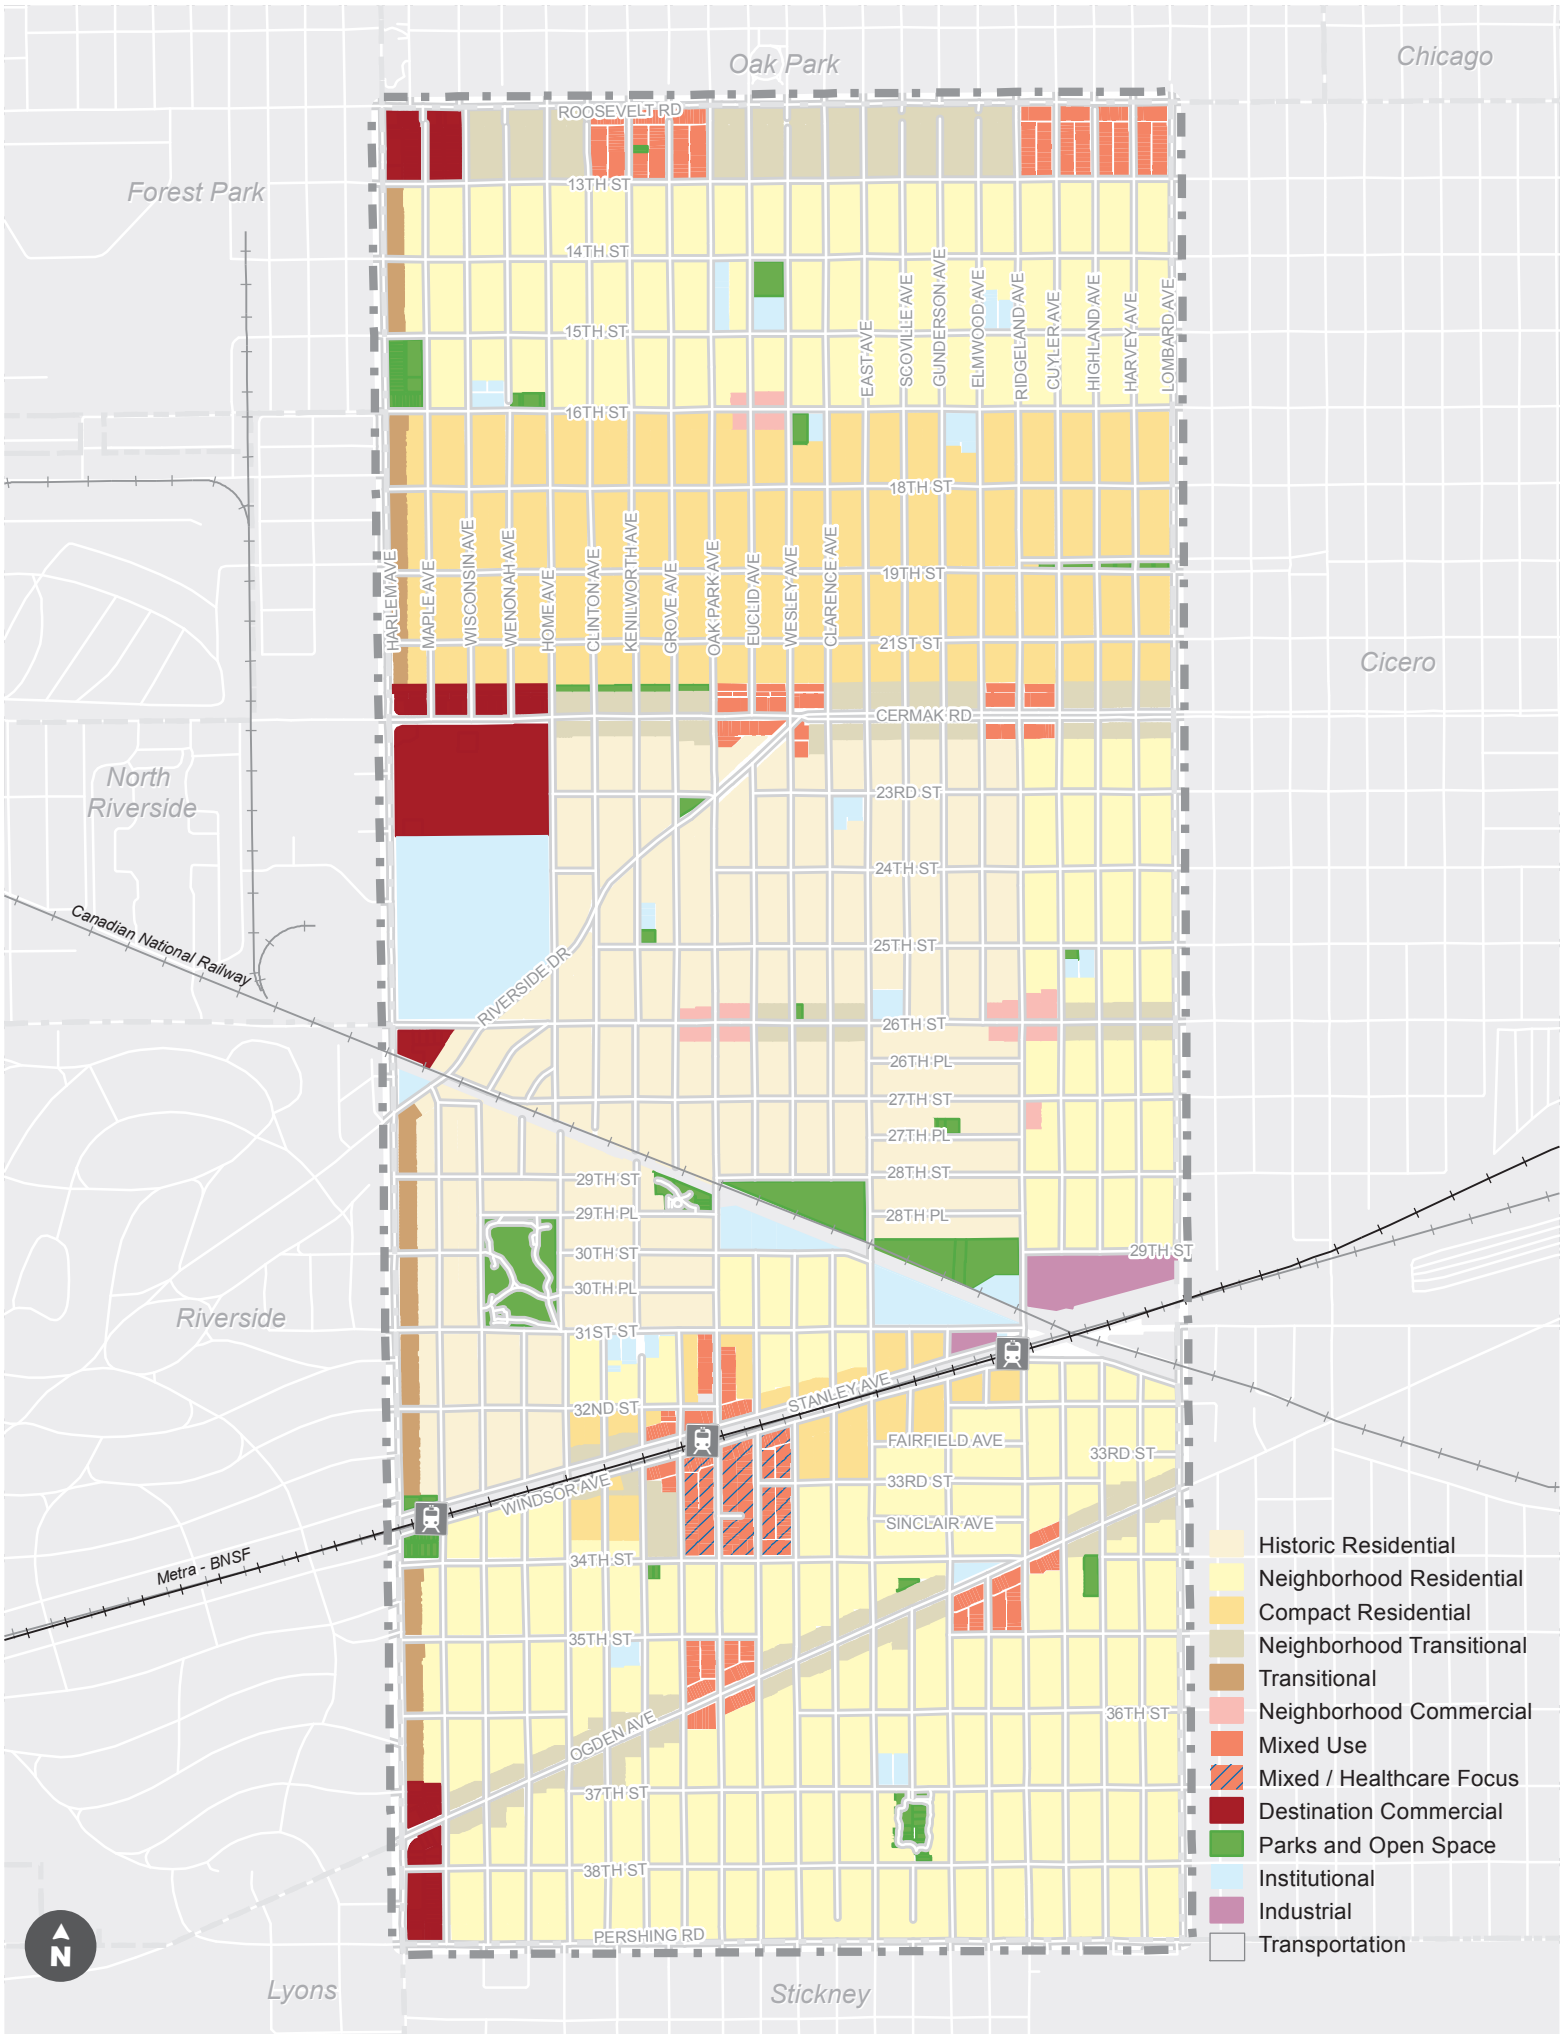 Oak Park
Chicago
ROOSEVELT RD
Forest Park
13TH ST
14TH ST
15TH ST
EAST AVE
SCOVILLE AVE
GUNDERSON AVE
ELMWOOD AVE
RIDGELAND AVE
CUYLER AVE
HIGHLAND AVE
HARVEY AVE
LOMBARD AVE
16TH ST
18TH ST
HARLEM AVE
MAPLE AVE
WISCONSIN AVE
WENONAH AVE
HOME AVE
CLINTON AVE
KENILWORTH AVE
GROVE AVE
OAK PARK AVE
EUCLID AVE
WESLEY AVE
CLARENCE AVE
19TH ST
21ST ST
Cicero
CERMAK RD
North
Riverside
23RD ST
24TH ST
Canadian National Railway
25TH ST
RIVERSIDE DR
26TH ST
26TH PL
27TH ST
27TH PL
28TH ST
29TH ST
29TH PL
28TH PL
30TH ST
29TH ST
30TH PL
Riverside
31ST ST
STANLEY AVE
32ND ST
FAIRFIELD AVE
33RD ST
33RD ST
WINDSOR AVE
SINCLAIR AVE
34TH ST
Metra - BNSF
35TH ST
36TH ST
OGDEN AVE
37TH ST
38TH ST
PERSHING RD
Historic Residential
Neighborhood Residential
Compact Residential
Neighborhood Transitional
Transitional
Neighborhood Commercial
Mixed Use
Mixed / Healthcare Focus
Destination Commercial
Parks and Open Space
Institutional
Industrial
Transportation
N
Lyons
Stickney